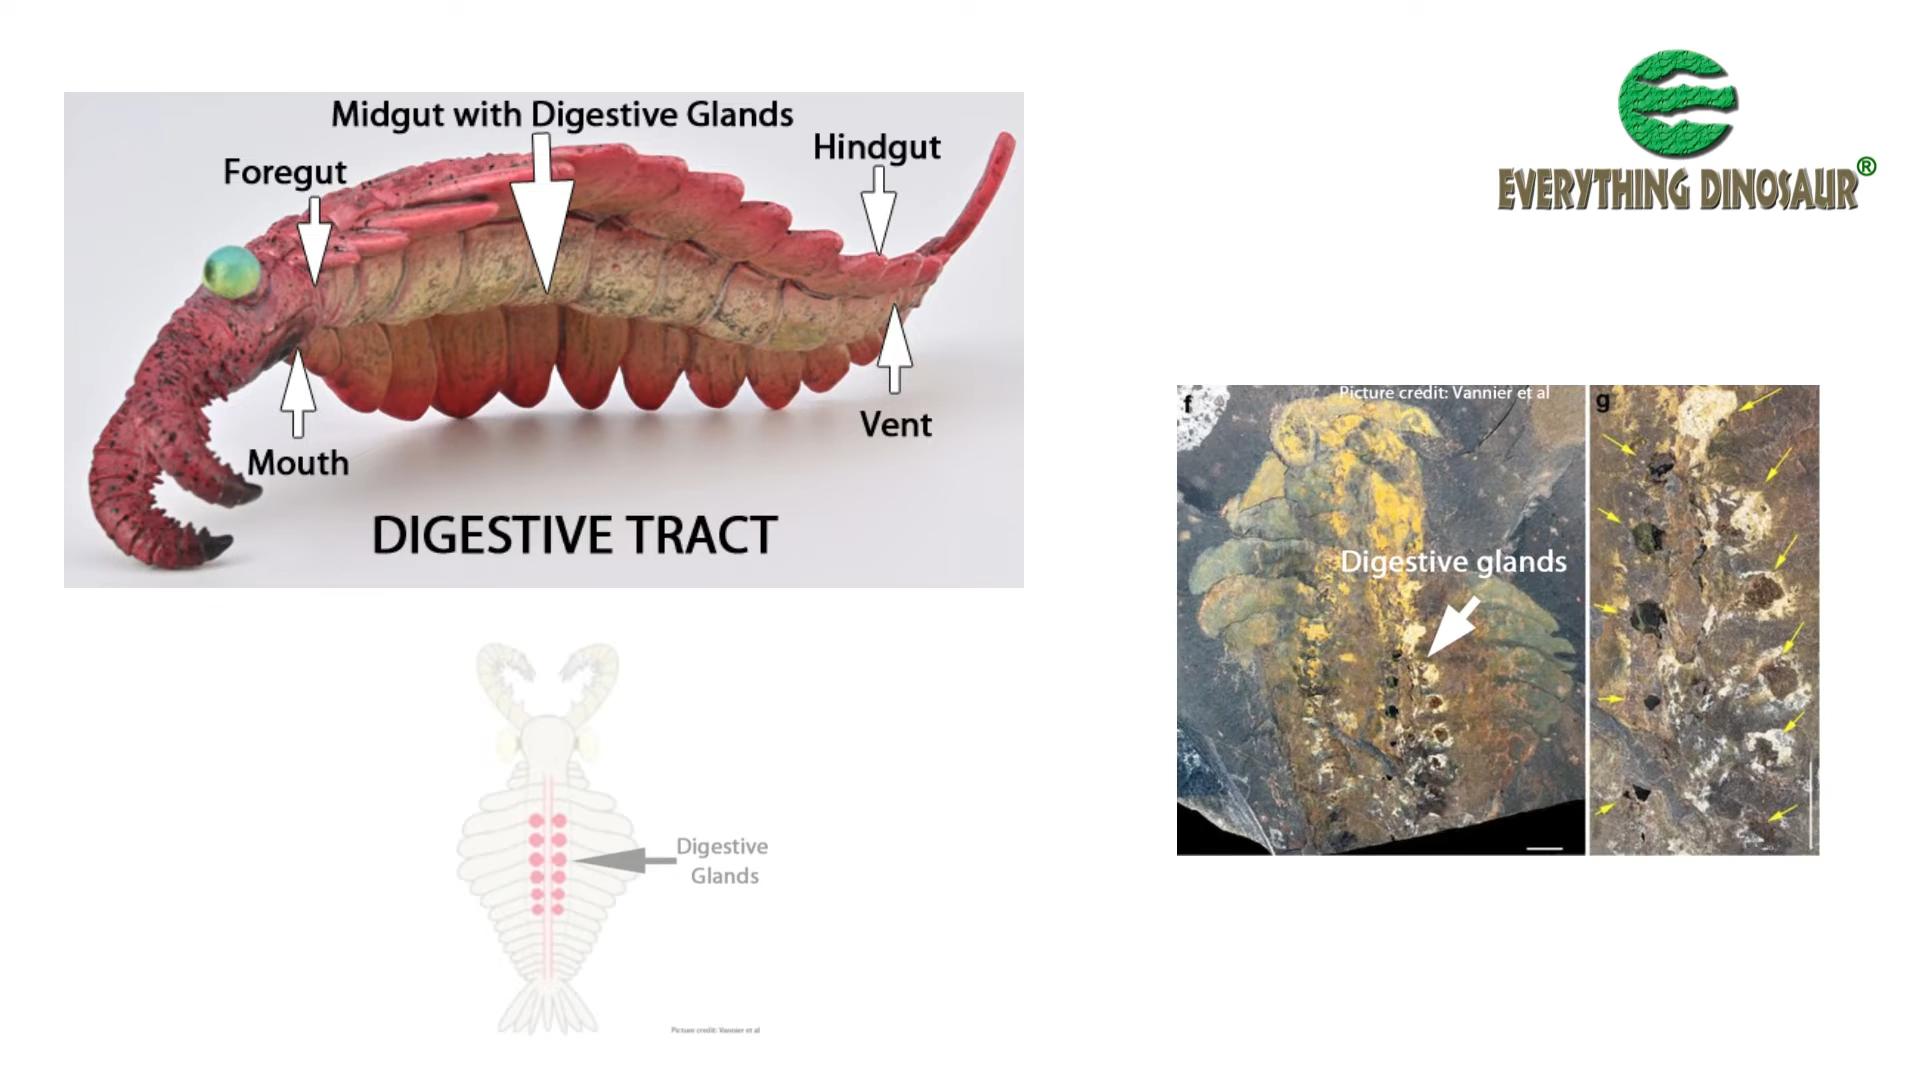 Midgut with Digestive Glands
Foregut
Hindgut
Mouth
Vent
DIGESTIVE TRACT
EVERYTHING DINOSAUR®
f
Picture credit: Vannier et al
g
Digestive glands
Digestive
Glands
Picture credit: Vannier et al